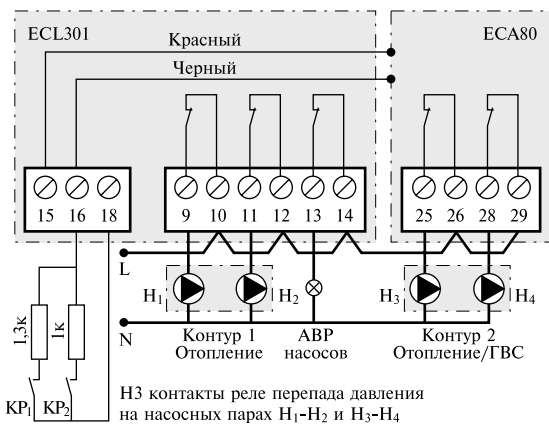 ECL301
ECA80
Красный
Черный
15 16 18
9 10 11 12 13 14
25 26 28 29
L
H1 H2 H3 H4
N
1,3к
1к
Контур 1
Отопление
АВР
насосов
Контур 2
Отопление/ГВС
KP1 KP2
НЗ контакты реле перепада давления
на насосных парах H1-H2 и H3-H4